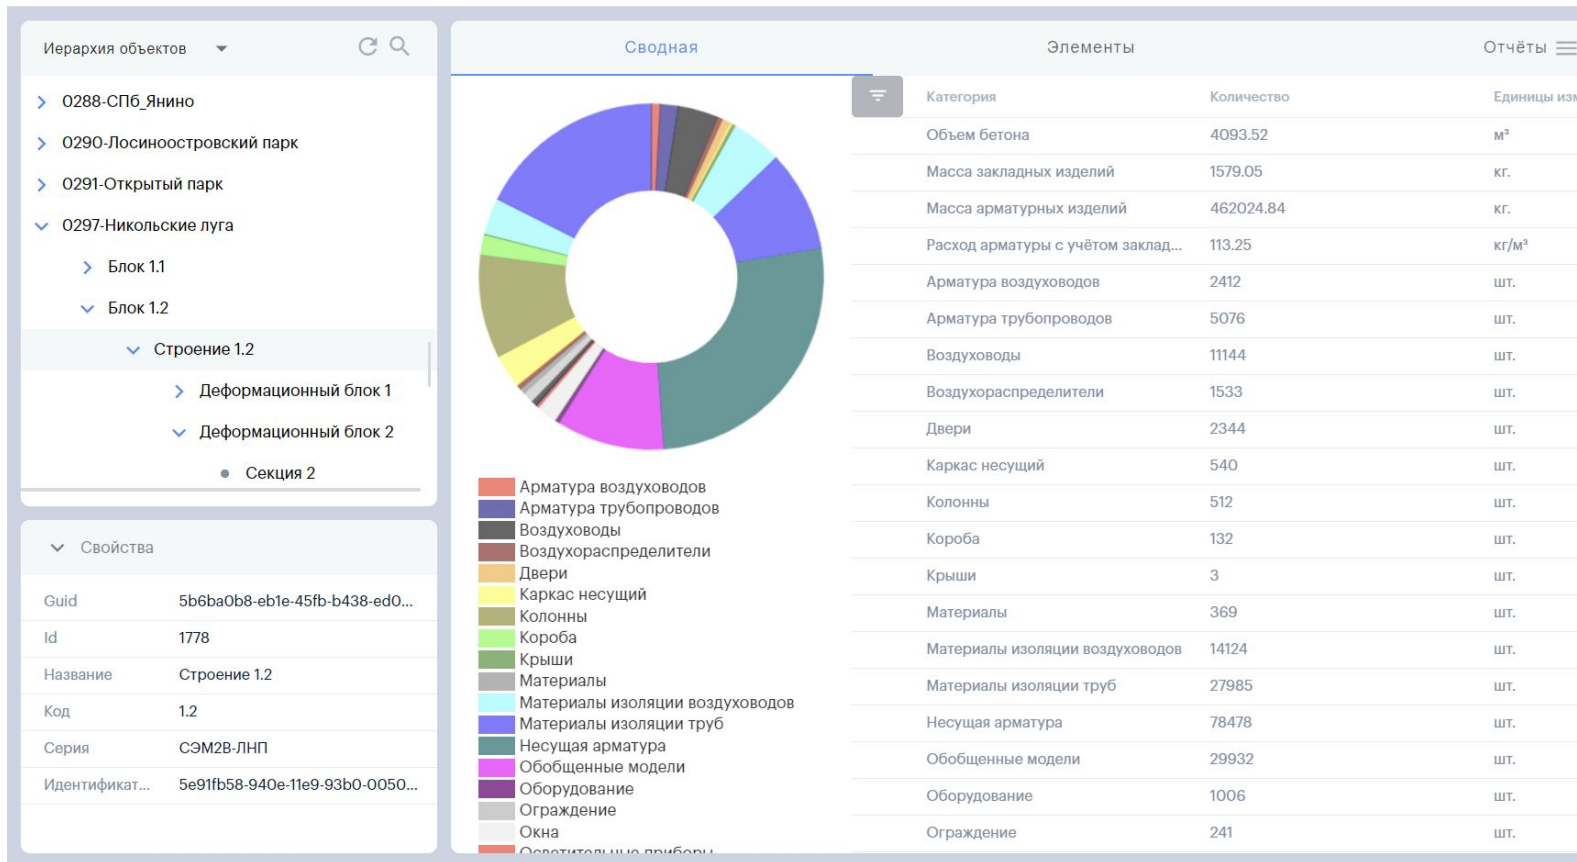 Иерархия объектов
0288-СПб_Янино
0290-Лосиноостровский парк
0291-Открытый парк
0297-Никольские луга
Блок 1.1
Блок 1.2
Строение 1.2
Деформационный блок 1
Деформационный блок 2
Секция 2
Свойства
Guid 5b6ba0b8-eb1e-45fb-b438-ed0...
Id 1778
Название Строение 1.2
Код 1.2
Серия СЭМ2В-ЛНП
Идентификат... 5e91fb58-940e-11e9-93b0-0050...
Сводная Элементы Отчёты
Арматура воздуховодов
Арматура трубопроводов
Воздуховоды
Воздухораспределители
Двери
Каркас несущий
Колонны
Короба
Крыши
Материалы
Материалы изоляции воздуховодов
Материалы изоляции труб
Несущая арматура
Обобщенные модели
Оборудование
Ограждение
Окна
Осветительные приборы
Категория Количество Единицы изм
Объем бетона 4093.52 м³
Масса закладных изделий 1579.05 кг.
Масса арматурных изделий 462024.84 кг.
Расход арматуры с учётом заклад... 113.25 кг/м³
Арматура воздуховодов 2412 шт.
Арматура трубопроводов 5076 шт.
Воздуховоды 11144 шт.
Воздухораспределители 1533 шт.
Двери 2344 шт.
Каркас несущий 540 шт.
Колонны 512 шт.
Короба 132 шт.
Крыши 3 шт.
Материалы 369 шт.
Материалы изоляции воздуховодов 14124 шт.
Материалы изоляции труб 27985 шт.
Несущая арматура 78478 шт.
Обобщенные модели 29932 шт.
Оборудование 1006 шт.
Ограждение 241 шт.